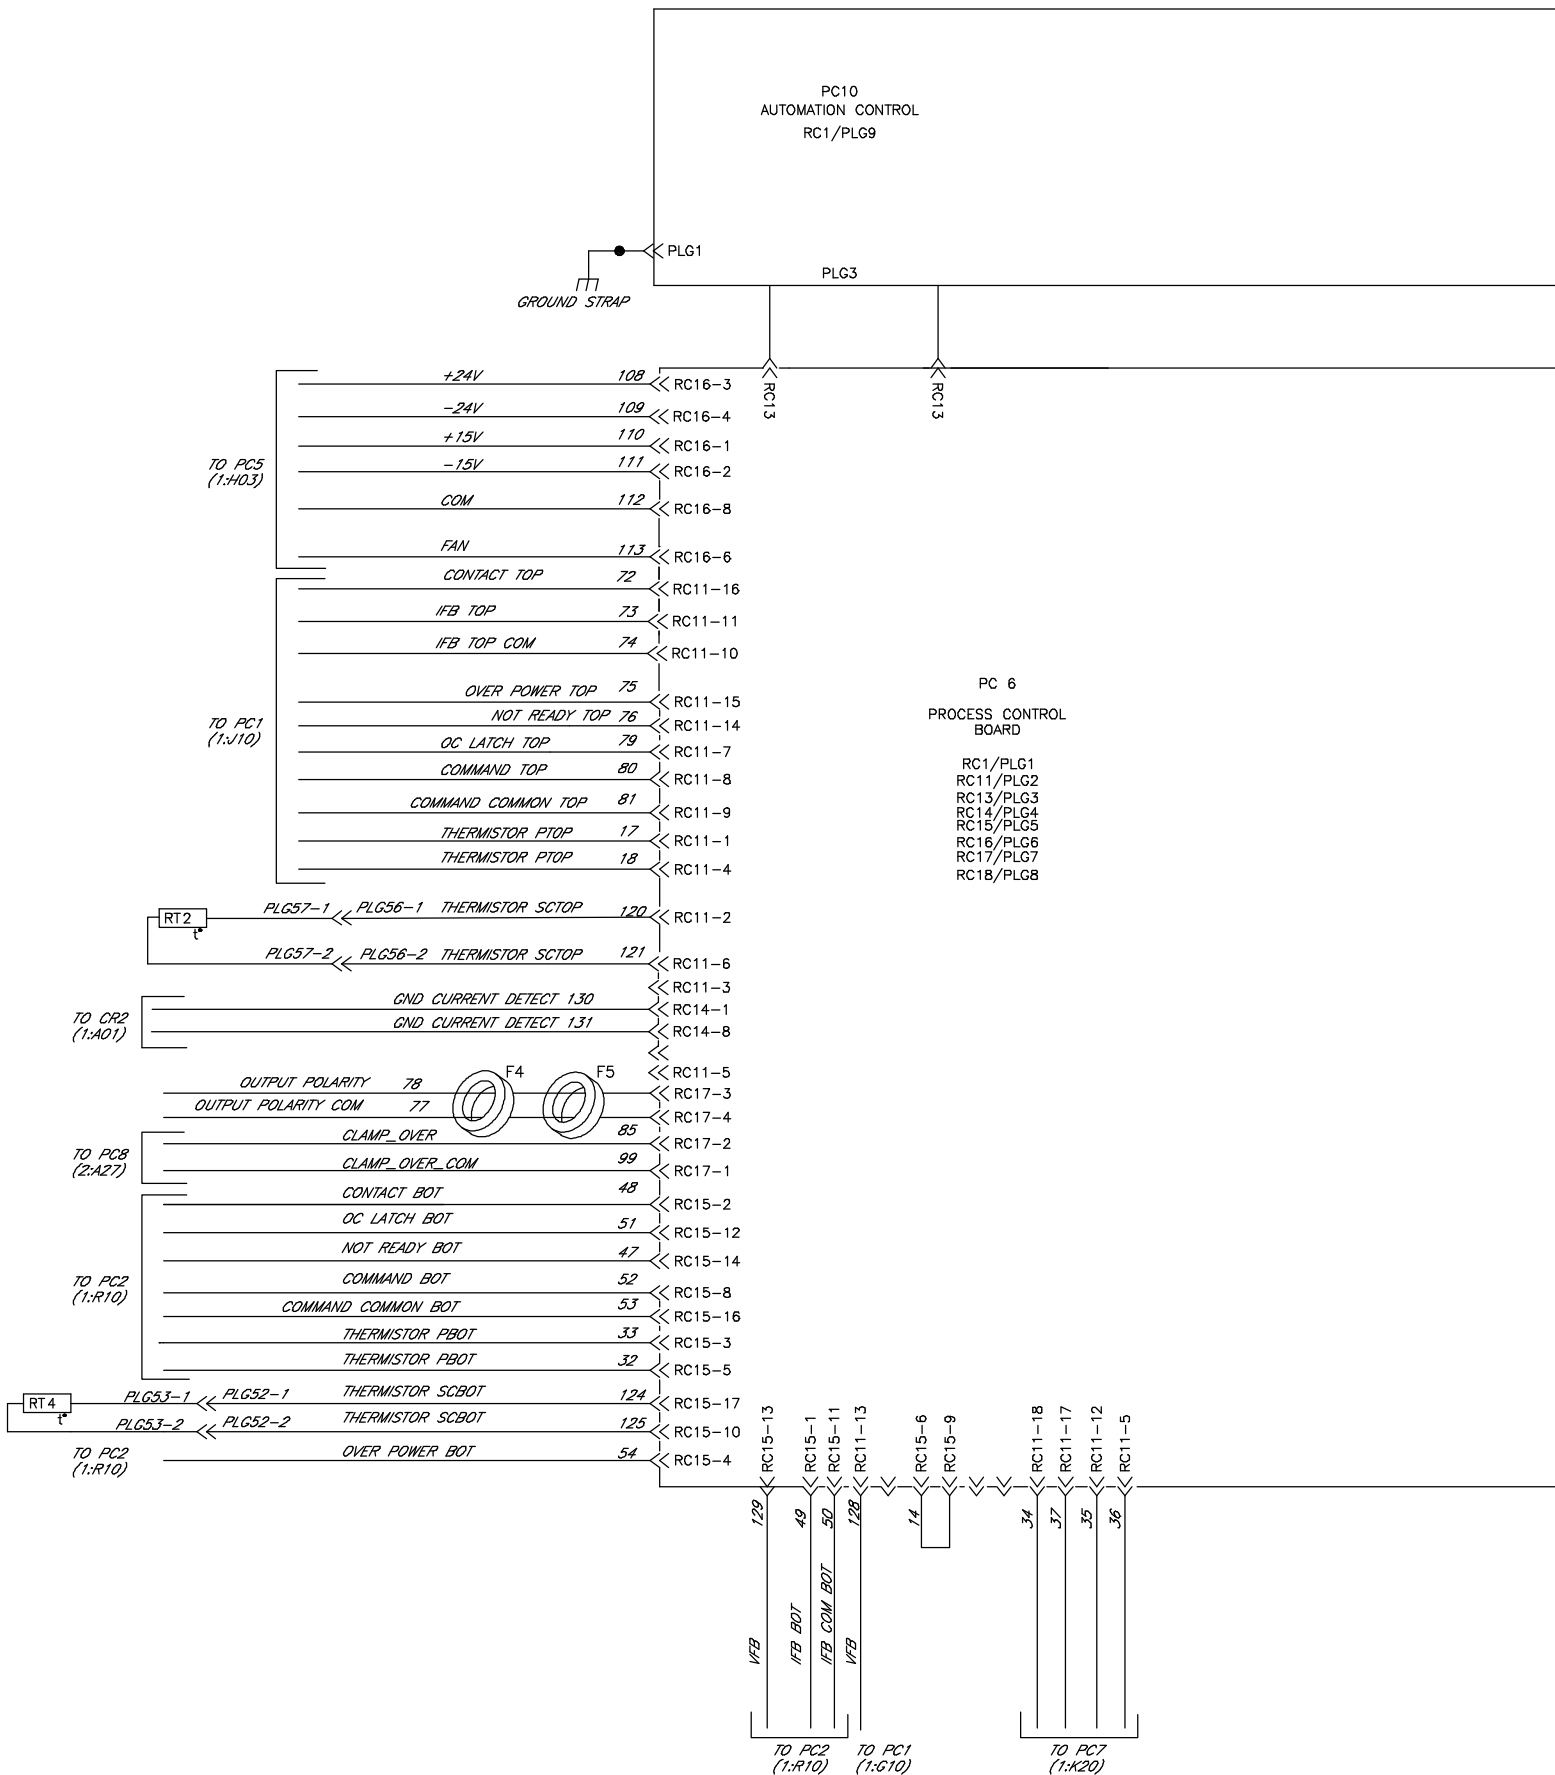 PC10
AUTOMATION CONTROL
RC1/PLG9
PLG1
PLG3
GROUND STRAP
RC13
RC13
TO PC5
(1:H03)
+24V 108 RC16-3
-24V 109 RC16-4
+15V 110 RC16-1
-15V 111 RC16-2
COM 112 RC16-8
FAN 113 RC16-6
TO PC1
(1:J10)
CONTACT TOP 72 RC11-16
IFB TOP 73 RC11-11
IFB TOP COM 74 RC11-10
OVER POWER TOP 75 RC11-15
NOT READY TOP 76 RC11-14
OC LATCH TOP 79 RC11-7
COMMAND TOP 80 RC11-8
COMMAND COMMON TOP 81 RC11-9
THERMISTOR PTOP 17 RC11-1
THERMISTOR PTOP 18 RC11-4
PC 6
PROCESS CONTROL
BOARD
RC1/PLG1
RC11/PLG2
RC13/PLG3
RC14/PLG4
RC15/PLG5
RC16/PLG6
RC17/PLG7
RC18/PLG8
RT2
t°
PLG57-1 PLG56-1 THERMISTOR SCTOP 120 RC11-2
PLG57-2 PLG56-2 THERMISTOR SCTOP 121 RC11-6
RC11-3
TO CR2
(1:A01)
GND CURRENT DETECT 130 RC14-1
GND CURRENT DETECT 131 RC14-8
RC11-5
F4 F5
OUTPUT POLARITY 78 RC17-3
OUTPUT POLARITY COM 77 RC17-4
TO PC8
(2:A27)
CLAMP_OVER 85 RC17-2
CLAMP_OVER_COM 99 RC17-1
TO PC2
(1:R10)
CONTACT BOT 48 RC15-2
OC LATCH BOT 51 RC15-12
NOT READY BOT 47 RC15-14
COMMAND BOT 52 RC15-8
COMMAND COMMON BOT 53 RC15-16
THERMISTOR PBOT 33 RC15-3
THERMISTOR PBOT 32 RC15-5
RT4
t°
PLG53-1 PLG52-1 THERMISTOR SCBOT 124 RC15-17
PLG53-2 PLG52-2 THERMISTOR SCBOT 125 RC15-10
TO PC2
(1:R10)
OVER POWER BOT 54 RC15-4
RC15-13
RC15-1
RC15-11
RC11-13
RC15-6
RC15-9
RC11-18
RC11-17
RC11-12
RC11-5
129
49
50
128
14
34
37
35
36
VFB
IFB BOT
IFB COM BOT
VFB
TO PC2
(1:R10)
TO PC1
(1:G10)
TO PC7
(1:K20)